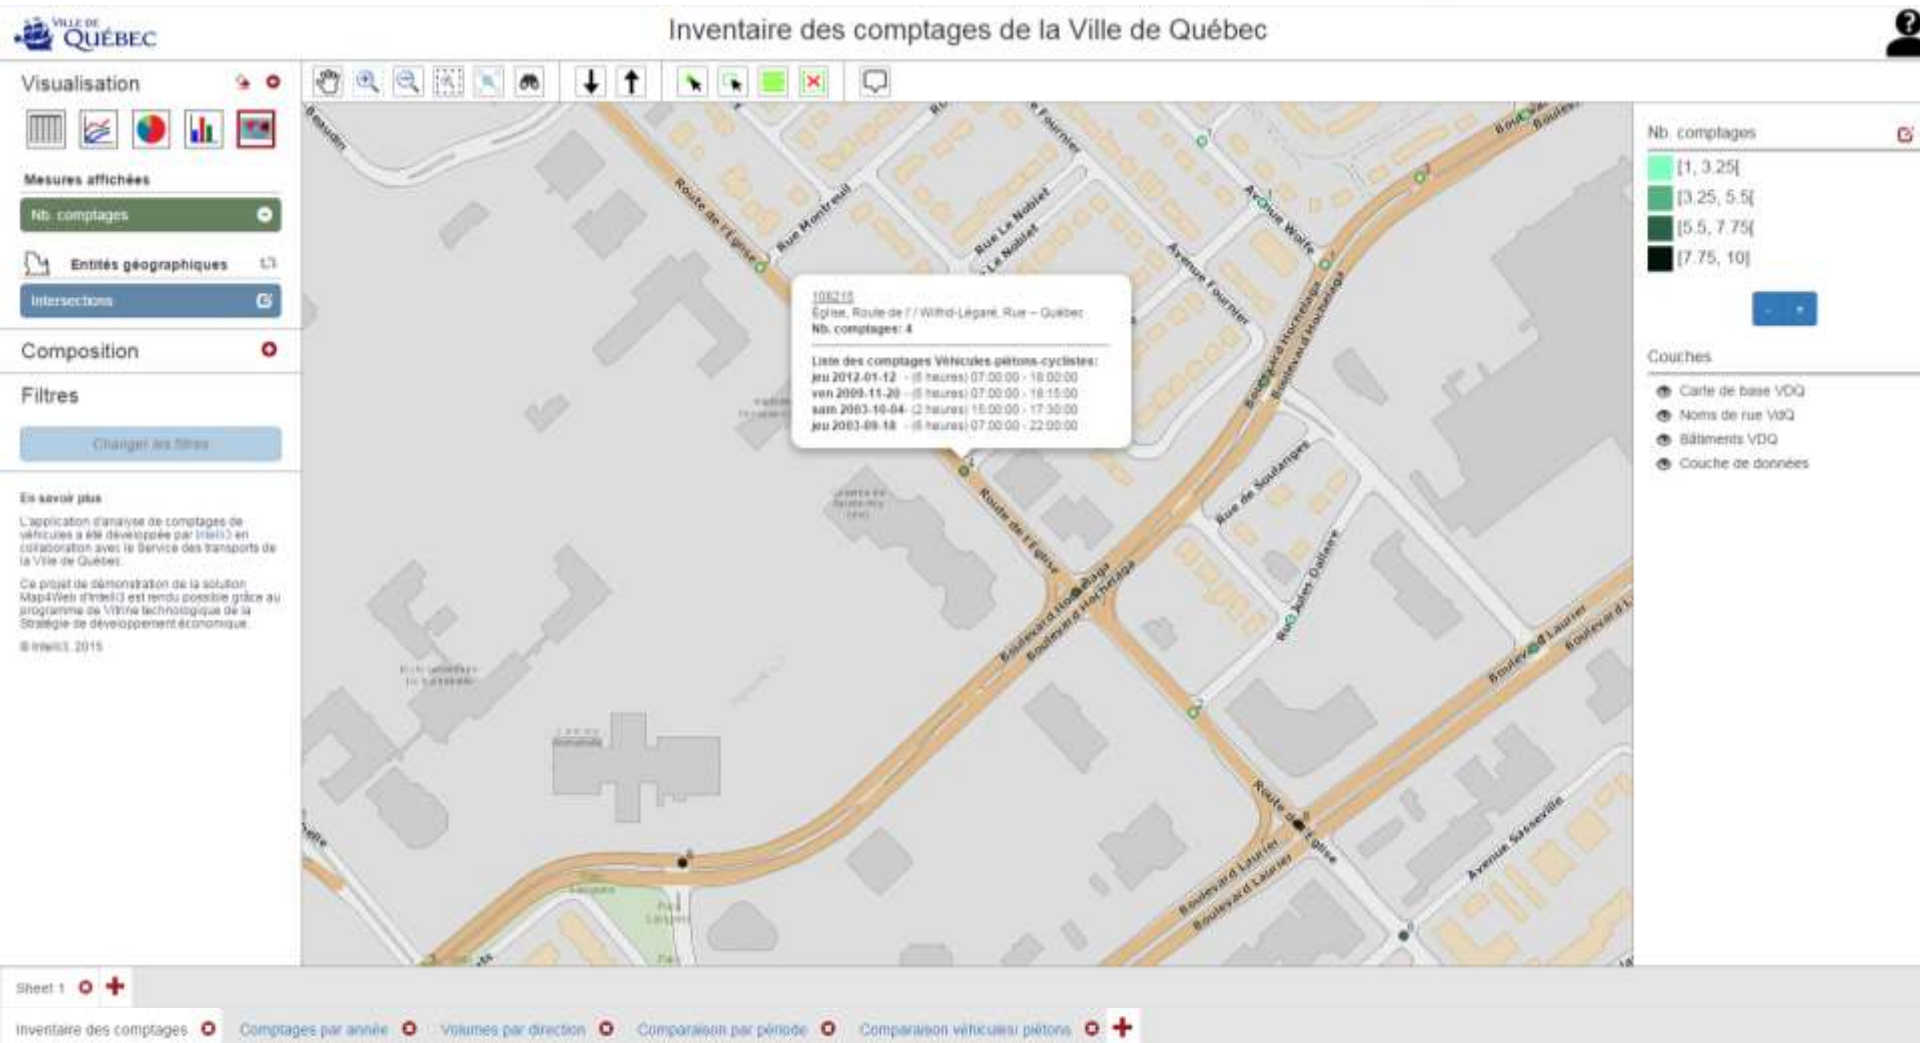 VILLE DE
QUÉBEC
Inventaire des comptages de la Ville de Québec
Visualisation
Mesures affichées
Nb. comptages
Entités géographiques
Intersections
Composition
Filtres
Changer les filtres
En savoir plus
L'application d'analyse de comptages de
véhicules a été développée par Intelli3 en
collaboration avec le Service des transports de
la Ville de Québec.
Ce projet de démonstration de la solution
Map4Web d'Intelli3 est rendu possible grâce au
programme de Vitrine technologique de la
Stratégie de développement économique.
© Intelli3, 2015
Beaudin
Route de l'Église
Rue Montreuil
Rue Le Noblet
Le Noblet
e Fournier
Avenue Fournier
Avenue Wolfe
Boulevard Hochelaga
Boulevard Hochelaga
108215
Église, Route de l' / Wilfrid-Légaré, Rue – Québec
Nb. comptages: 4
Liste des comptages Véhicules-piétons-cyclistes:
jeu 2012-01-12 - (6 heures) 07:00:00 - 18:00:00
ven 2009-11-20 - (6 heures) 07:00:00 - 18:15:00
sam 2003-10-04- (2 heures) 15:00:00 - 17:30:00
jeu 2003-09-18 - (6 heures) 07:00:00 - 22:00:00
Rue de Soulanges
Route de l'Église
Rue Jules Dallaire
Boulevard Hochelaga
Boulevard Hochelaga
Boulevard Laurier
Boulevard L
Route de l'Église
Boulevard Laurier
Boulevard Laurier
Avenue Sasseville
Nb. comptages
[1, 3.25[
[3.25, 5.5[
[5.5, 7.75[
[7.75, 10]
- +
Couches
Carte de base VDQ
Noms de rue VdQ
Bâtiments VDQ
Couche de données
Sheet 1
Inventaire des comptages
Comptages par année
Volumes par direction
Comparaison par période
Comparaison véhicules/ piétons